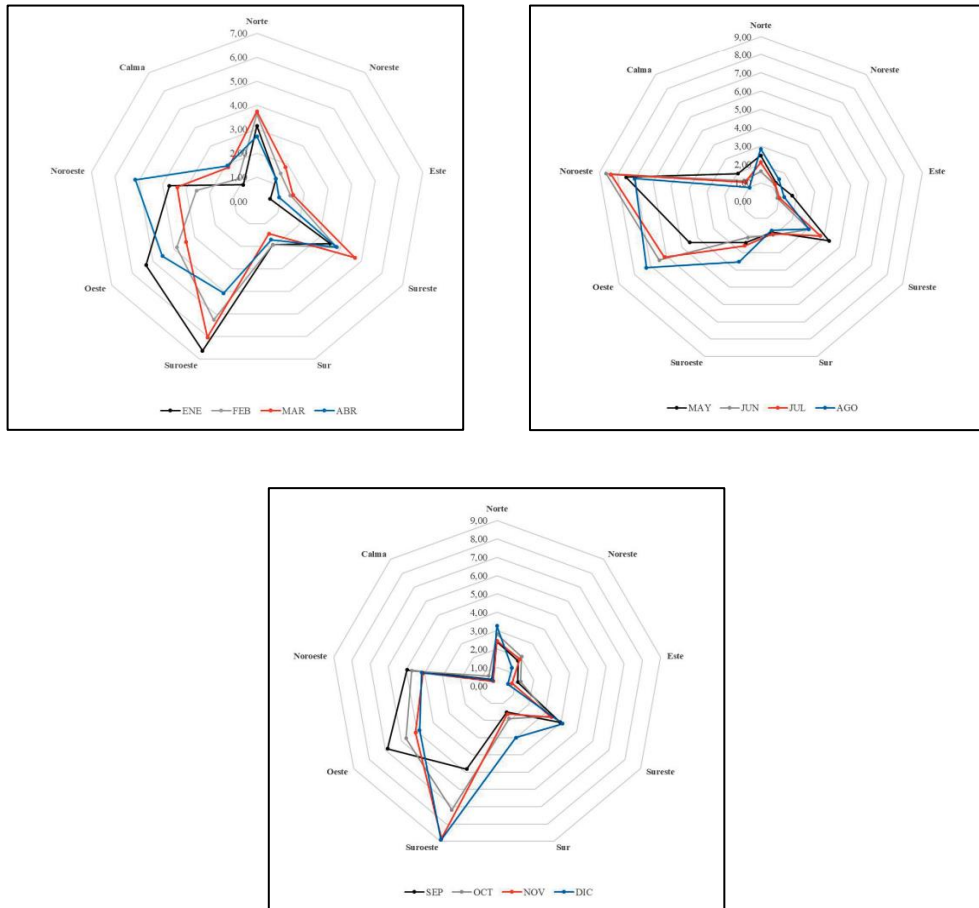 Norte
7,00
6,00
5,00
4,00
3,00
2,00
1,00
0,00
Noreste
Este
Sureste
Sur
Suroeste
Oeste
Noroeste
Calma
ENE FEB MAR ABR
Norte
9,00
8,00
7,00
6,00
5,00
4,00
3,00
2,00
1,00
0,00
Noreste
Este
Sureste
Sur
Suroeste
Oeste
Noroeste
Calma
MAY JUN JUL AGO
Norte
9,00
8,00
7,00
6,00
5,00
4,00
3,00
2,00
1,00
0,00
Noreste
Este
Sureste
Sur
Suroeste
Oeste
Noroeste
Calma
SEP OCT NOV DIC